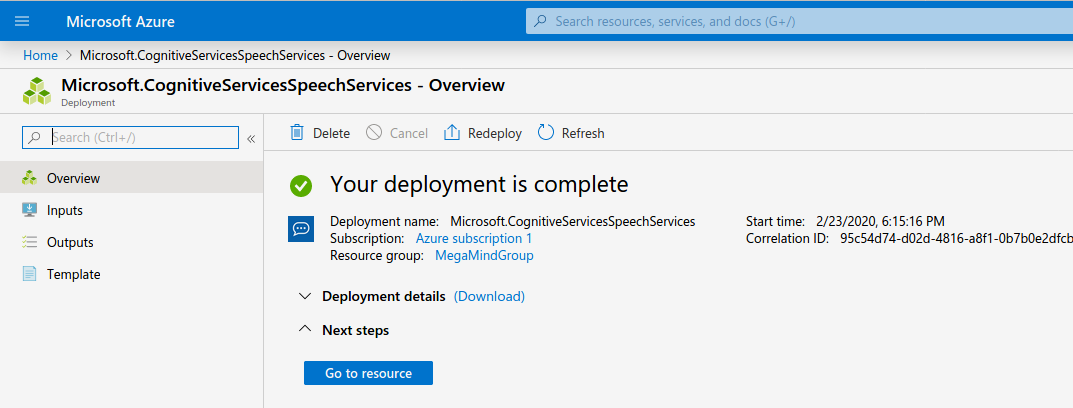 Microsoft Azure
Search resources, services, and docs (G+/)
Home > Microsoft.CognitiveServicesSpeechServices - Overview
Microsoft.CognitiveServicesSpeechServices - Overview
Deployment
Search (Ctrl+/)
«
Overview
Inputs
Outputs
Template
Delete Cancel Redeploy Refresh
Your deployment is complete
Deployment name: Microsoft.CognitiveServicesSpeechServices
Subscription: Azure subscription 1
Resource group: MegaMindGroup
Start time: 2/23/2020, 6:15:16 PM
Correlation ID: 95c54d74-d02d-4816-a8f1-0b7b0e2dfcb
Deployment details (Download)
Next steps
Go to resource